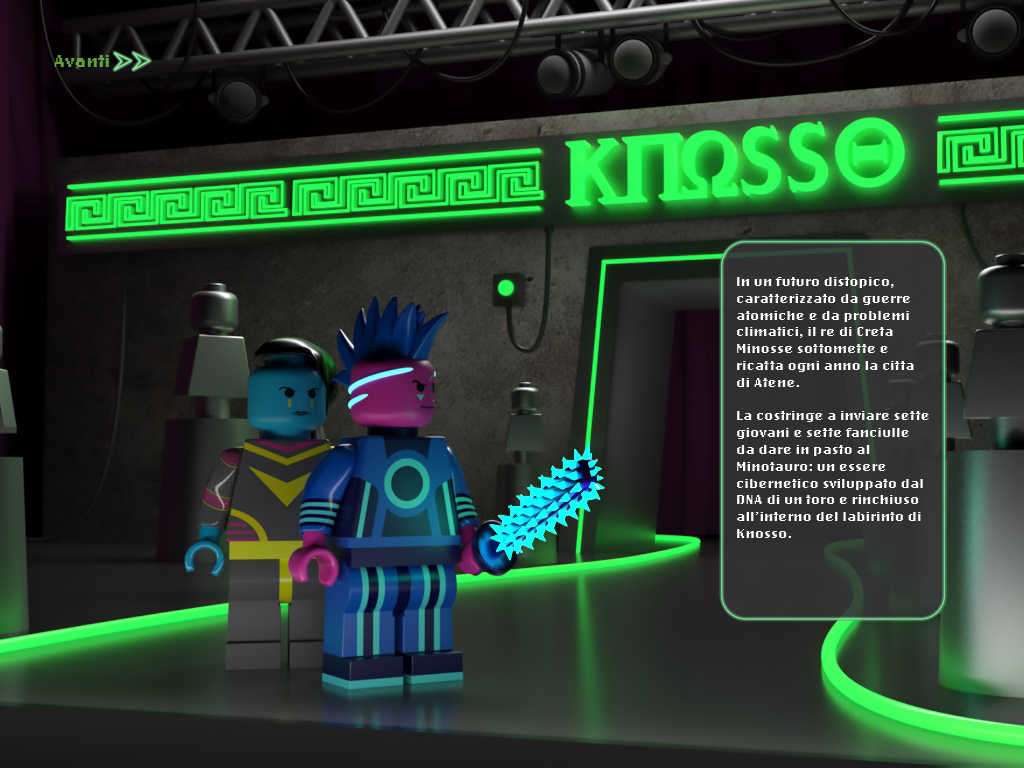 Avanti
KΠΩSSΘ
In un futuro distopico,
caratterizzato da guerre
atomiche e da problemi
climatici, il re di Creta
Minosse sottomette e
ricatta ogni anno la citta
di Atene.
La costringe a inviare sette
giovani e sette fanciulle
da dare in pasto al
Minotauro: un essere
cibernetico sviluppato dal
DNA di un toro e rinchiuso
all'interno del labirinto di
Knosso.